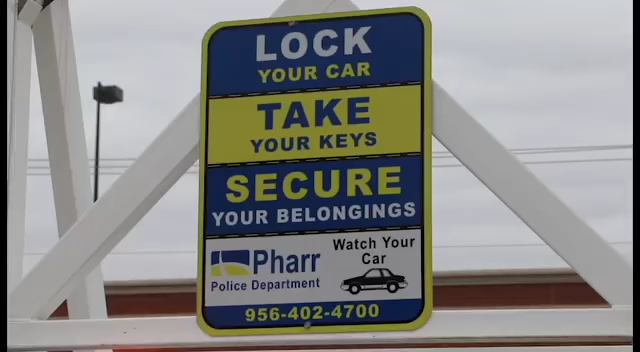 LOCK
YOUR CAR
TAKE
YOUR KEYS
SECURE
YOUR BELONGINGS
Pharr
Police Department
Watch Your
Car
956-402-4700